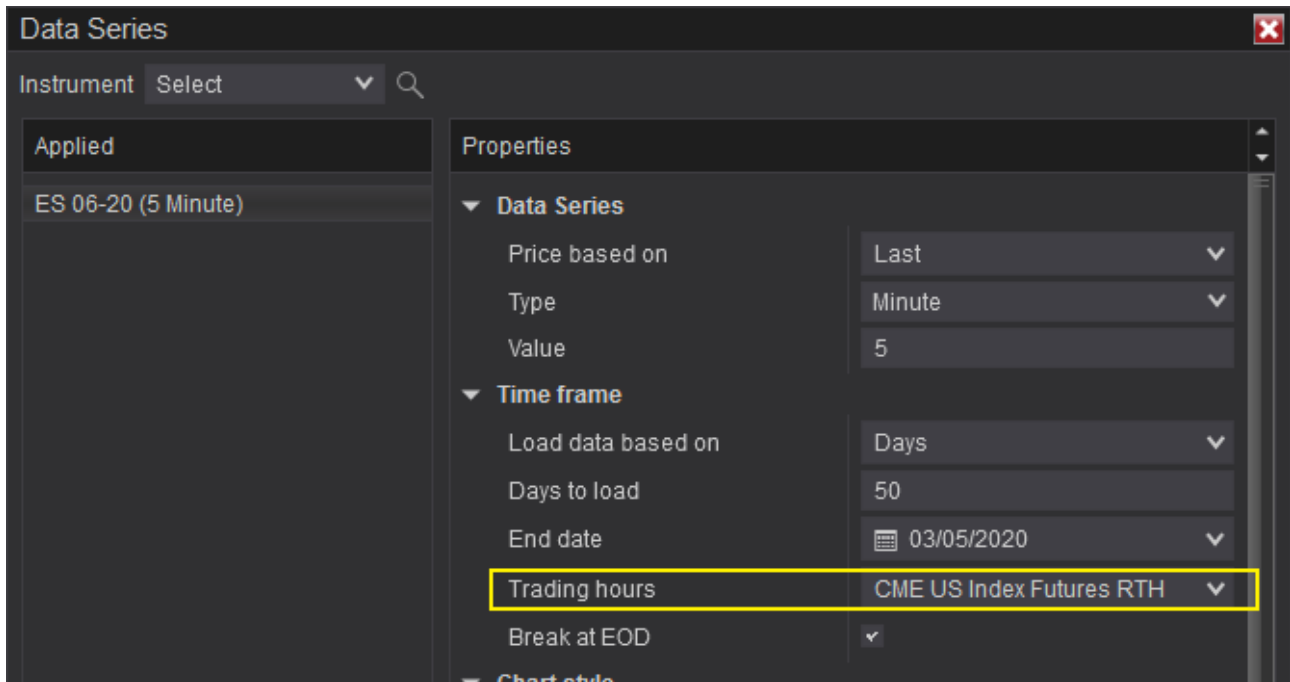 Data Series
Instrument Select
Applied
Properties
ES 06-20 (5 Minute)
Data Series
Price based on Last
Type Minute
Value 5
Time frame
Load data based on Days
Days to load 50
End date 03/05/2020
Trading hours CME US Index Futures RTH
Break at EOD
Chart style